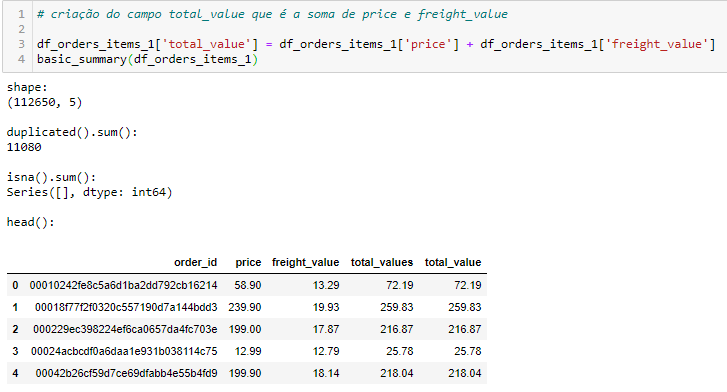 1 # criação do campo total_value que é a soma de price e freight_value
2
3 df_orders_items_1['total_value'] = df_orders_items_1['price'] + df_orders_items_1['freight_value']
4 basic_summary(df_orders_items_1)
shape:
(112650, 5)
duplicated().sum():
11080
isna().sum():
Series([], dtype: int64)
head():
order_id price freight_value total_values total_value
0 00010242fe8c5a6d1ba2dd792cb16214 58.90 13.29 72.19 72.19
1 00018f77f2f0320c557190d7a144bdd3 239.90 19.93 259.83 259.83
2 000229ec398224ef6ca0657da4fc703e 199.00 17.87 216.87 216.87
3 00024acbcdf0a6daa1e931b038114c75 12.99 12.79 25.78 25.78
4 00042b26cf59d7ce69dfabb4e55b4fd9 199.90 18.14 218.04 218.04